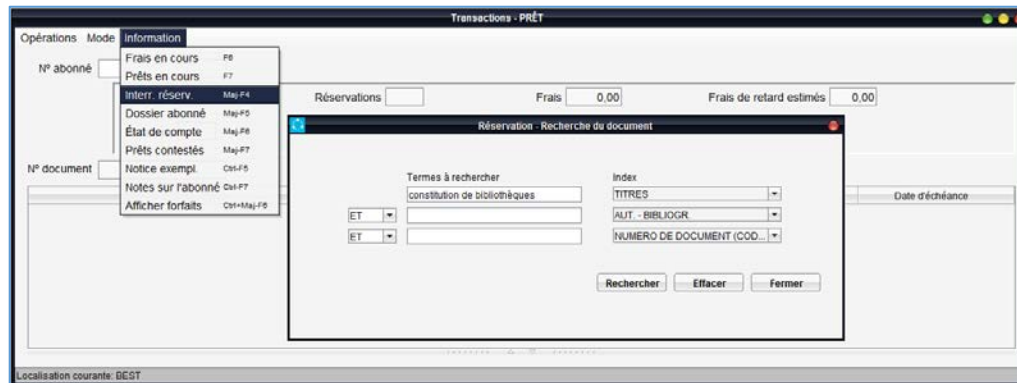 Transactions - PRÊT
Opérations Mode Information
Nº abonné
Frais en cours F6
Prêts en cours F7
Interr. réserv. Maj-F4
Dossier abonné Maj-F5
État de compte Maj-F6
Prêts contestés Maj-F7
Notice exempl. Ctrl-F5
Notes sur l'abonné Ctrl-F7
Afficher forfaits Ctrl+Maj-F6
Réservations Frais 0,00 Frais de retard estimés 0,00
Nº document
Date d'échéance
Réservation - Recherche du document
Termes à rechercher Index
constitution de bibliothèques TITRES
ET AUT. - BIBLIOGR.
ET NUMERO DE DOCUMENT (COD...
Rechercher Effacer Fermer
Localisation courante: BEST